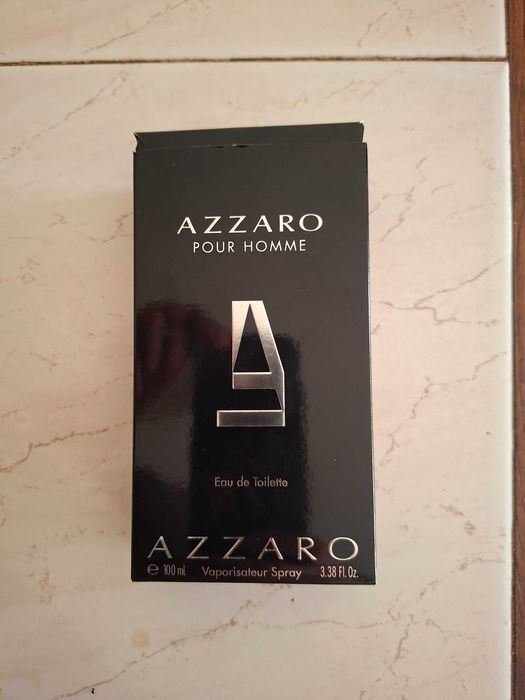 AZZARO
POUR HOMME
Eau de Toilette
AZZARO
℮ 100 mL Vaporisateur Spray 3.38 Fl. Oz.